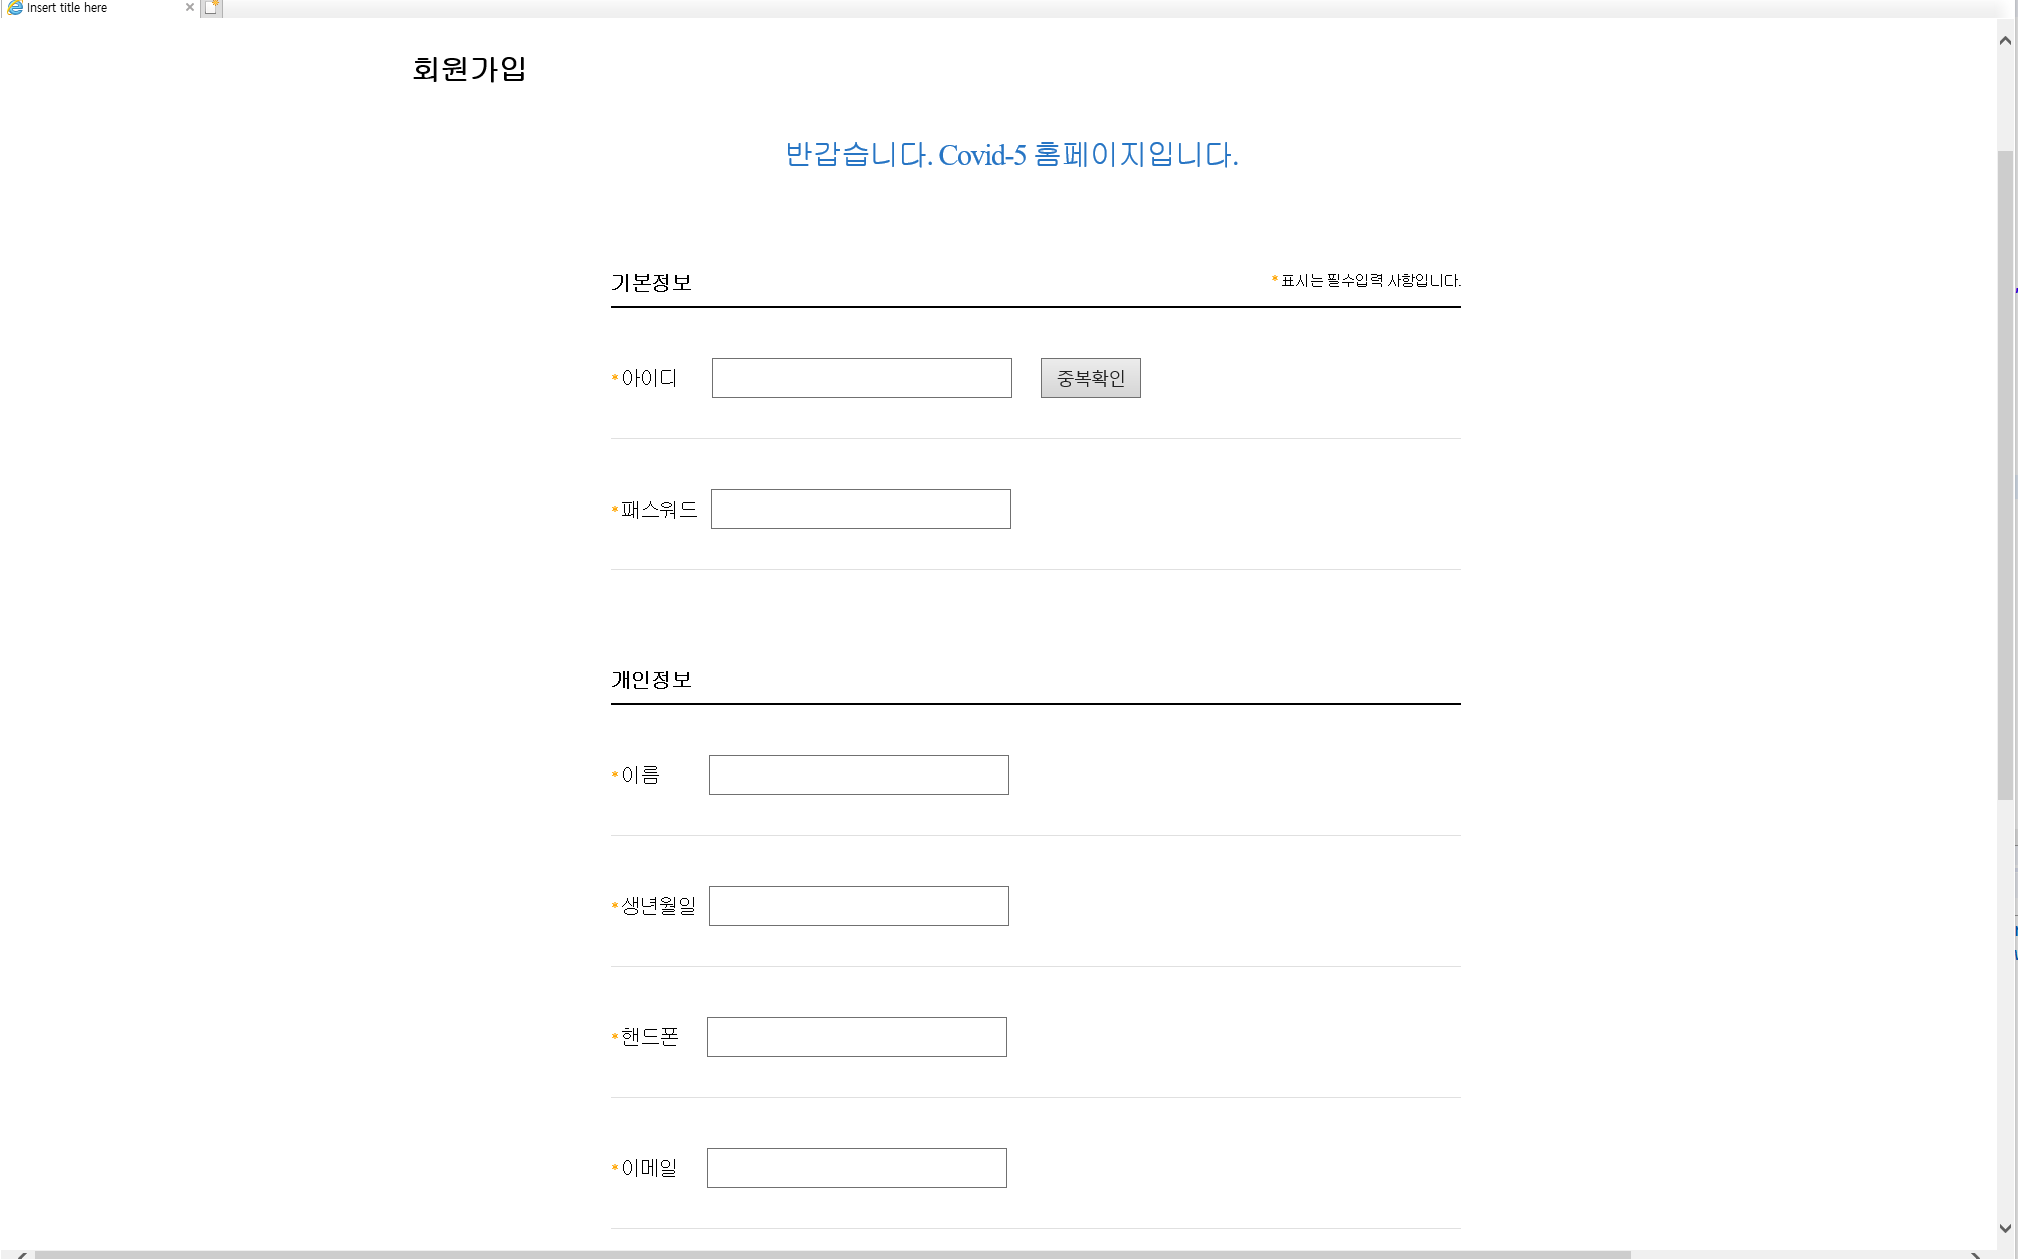 Insert title here
회원가입
반갑습니다. Covid-5 홈페이지입니다.
기본정보
* 표시는 필수입력 사항입니다.
* 아이디
중복확인
* 패스워드
개인정보
* 이름
* 생년월일
* 핸드폰
* 이메일